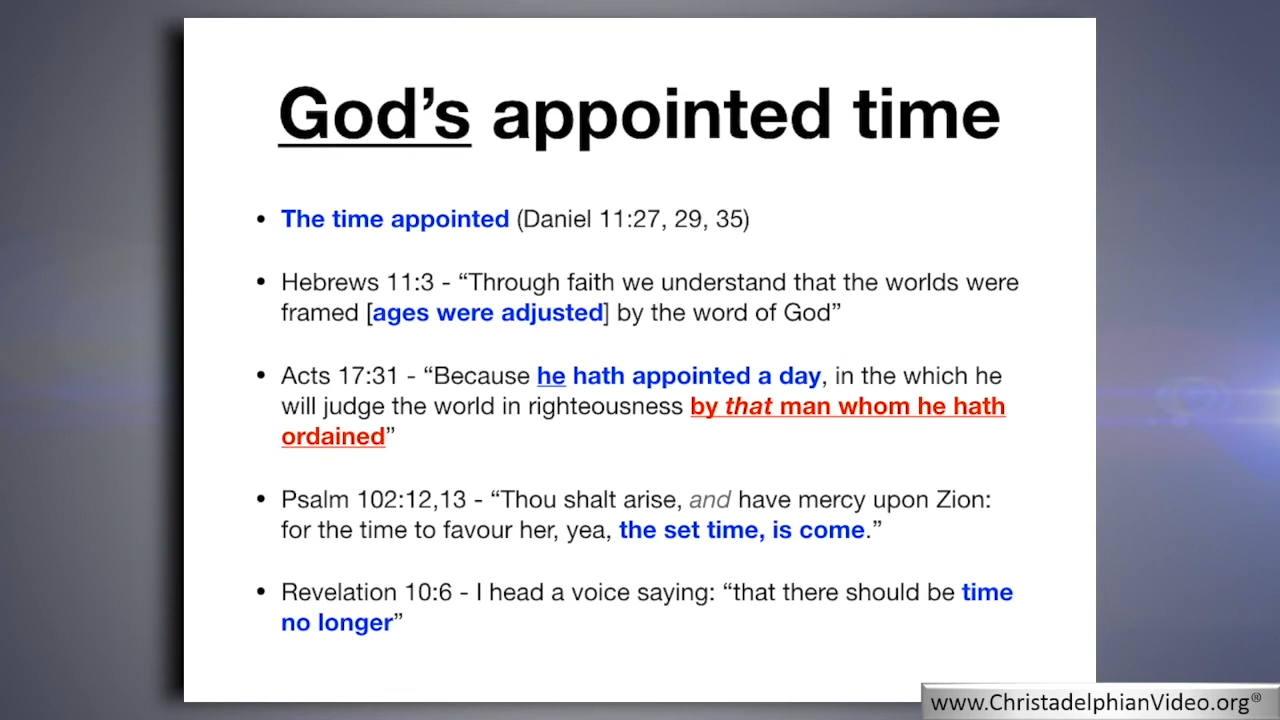 God’s appointed time
• The time appointed (Daniel 11:27, 29, 35)
• Hebrews 11:3 - “Through faith we understand that the worlds were
framed [ages were adjusted] by the word of God”
• Acts 17:31 - “Because he hath appointed a day, in the which he
will judge the world in righteousness by that man whom he hath
ordained”
• Psalm 102:12,13 - “Thou shalt arise, and have mercy upon Zion:
for the time to favour her, yea, the set time, is come.”
• Revelation 10:6 - I head a voice saying: “that there should be time
no longer”
www.ChristadelphianVideo.org®